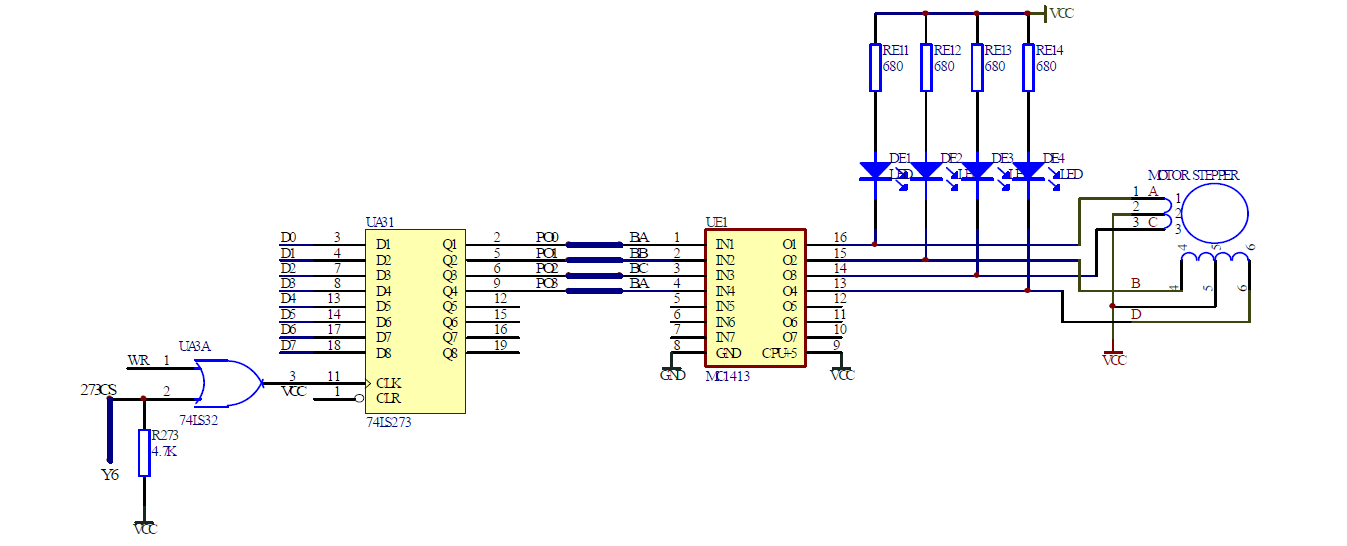 VCC
RE11 RE12 RE13 RE14
680 680 680 680
DE1 DE2 DE3 DE4
LED LED LED LED
MOTOR STEPPER
1 A 1
2 2
3 C 3
4 5 6
UA31 UE1
D0 3 D1 Q1 2 PO0 BA 1 IN1 O1 16
D1 4 D2 Q2 5 PO1 BB 2 IN2 O2 15
D2 7 D3 Q3 6 PO2 BC 3 IN3 O3 14
D3 8 D4 Q4 9 PO3 BA 4 IN4 O4 13 B 4 5 6
D4 13 D5 Q5 12 5 IN5 O5 12
D5 14 D6 Q6 15 6 IN6 O6 11 D
D6 17 D7 Q7 16 7 IN7 O7 10
D7 18 D8 Q8 19 8 GND CPU+5 9
UA3A
WR 1
GND MC1413 VCC VCC
3 11 CLK
273CS 2 VCC 1 CLR
74LS32 74LS273
R273
4.7K
Y6
VCC